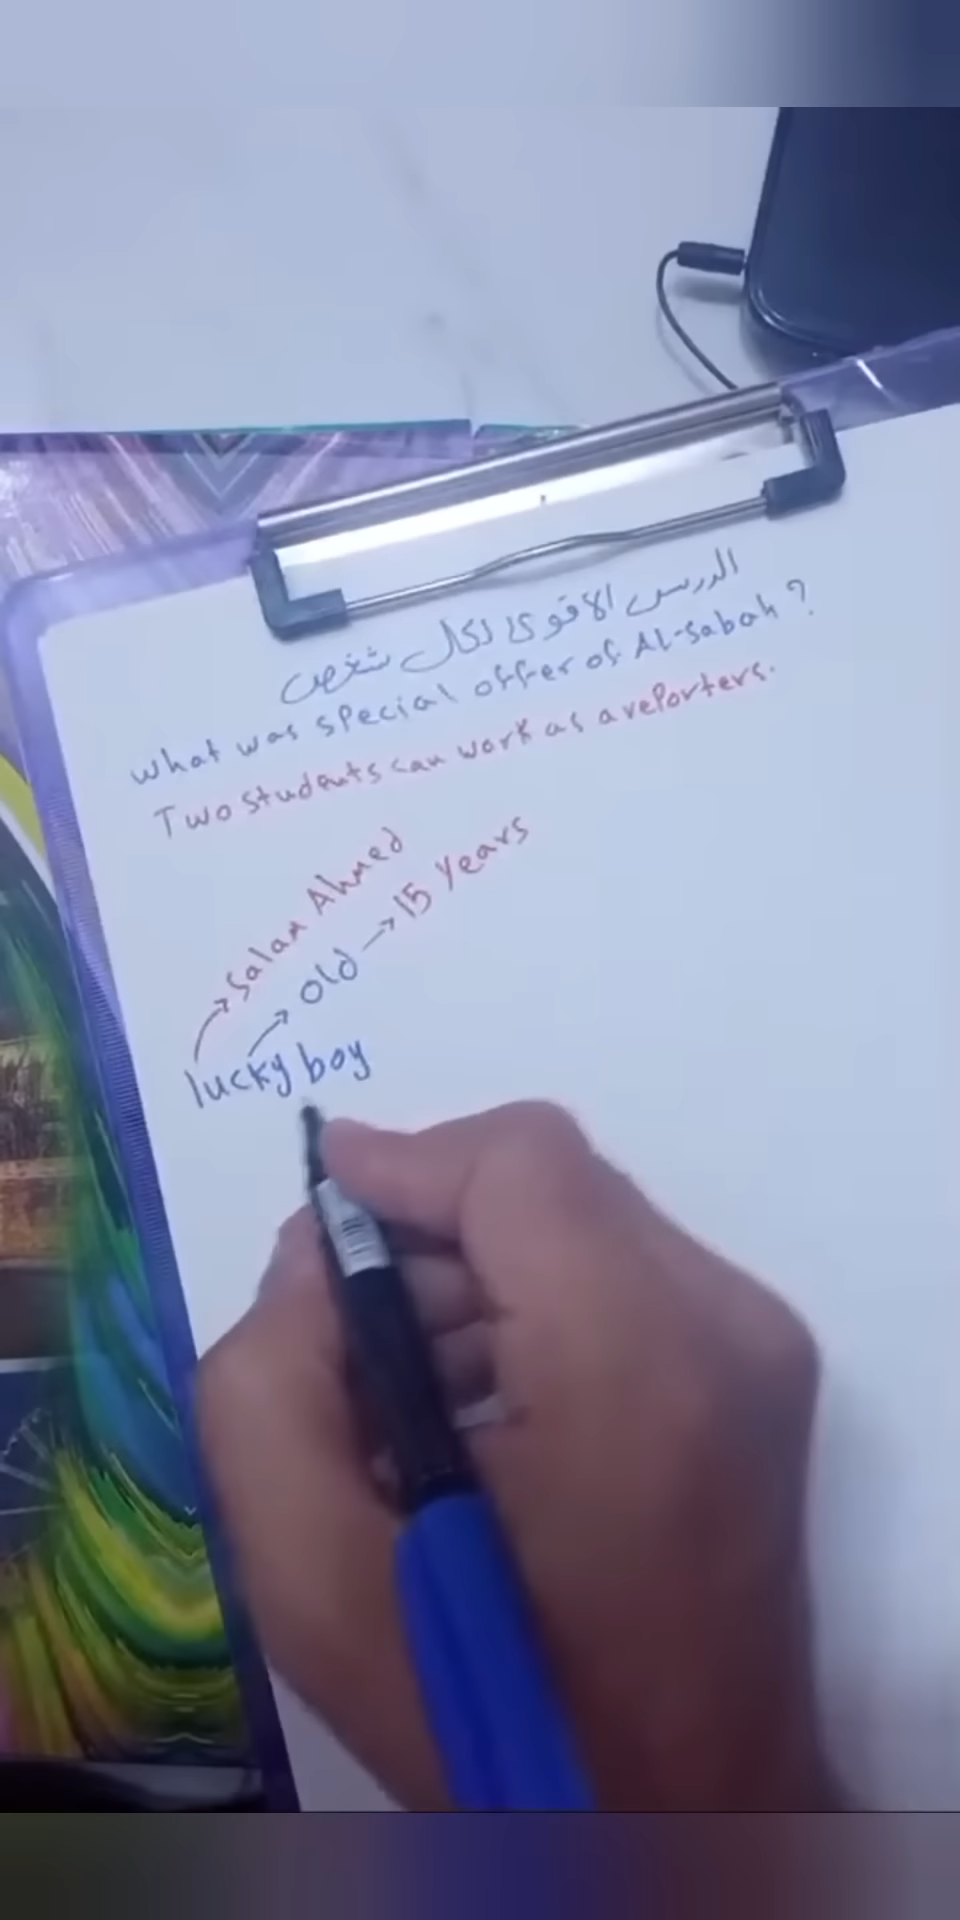 الدرس الاقوى لكل شخص
what was special offer of Al-sabah?
Two students can work as a reporters.
Salam Ahmed
old → 15 years
lucky boy